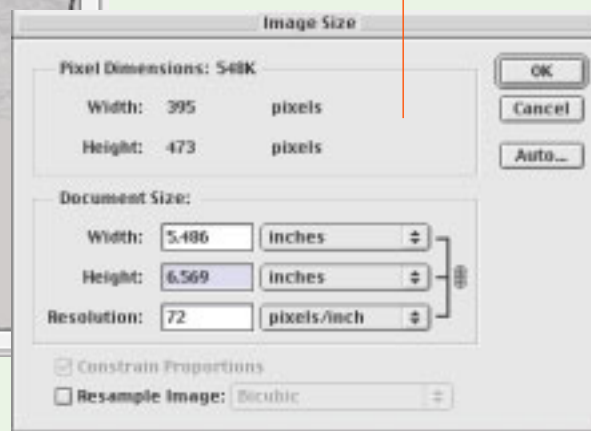 Image Size
Pixel Dimensions: 548K
Width: 395 pixels
Height: 473 pixels
Document Size:
Width: 5.486 inches
Height: 6.569 inches
Resolution: 72 pixels/inch
Constrain Proportions
Resample Image: Bicubic
OK
Cancel
Auto...